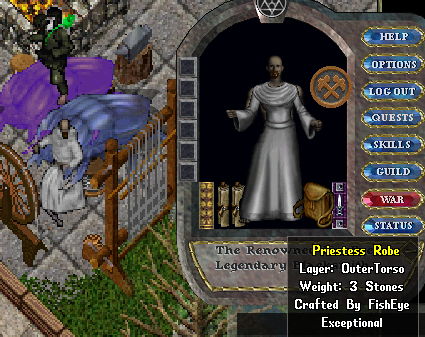 HELP
OPTIONS
LOG OUT
QUESTS
SKILLS
GUILD
WAR
STATUS
The Renowne
Legendary
Priestess Robe
Layer: OuterTorso
Weight: 3 Stones
Crafted By FishEye
Exceptional